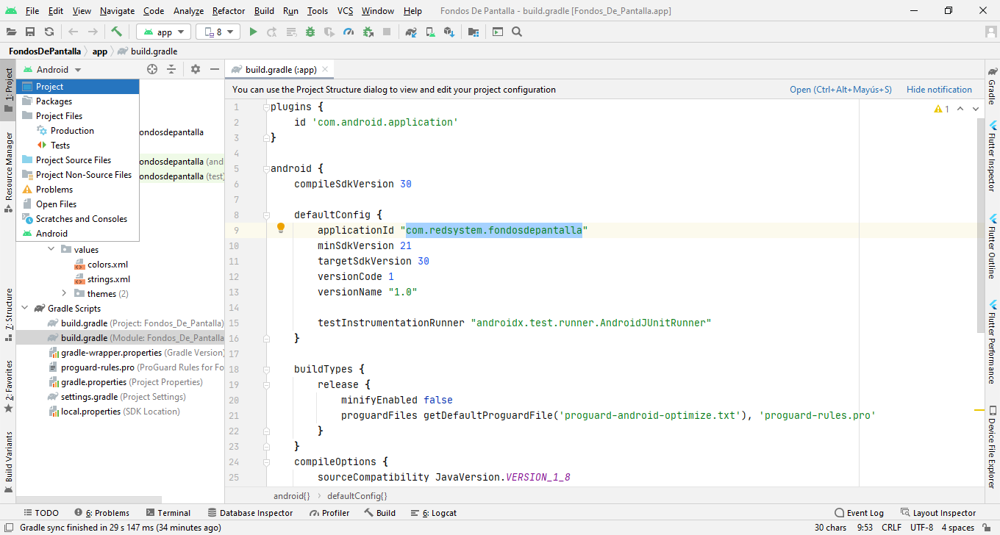 File Edit View Navigate Code Analyze Refactor Build Run Tools VCS Window Help Fondos De Pantalla - build.gradle [Fondos_De_Pantalla.app]
app 8
FondosDePantalla app build.gradle
Android
build.gradle (:app)
Project
Packages
Project Files
Production
Tests
Project Source Files
Project Non-Source Files
Problems
Open Files
Scratches and Consoles
Android
ondosdepantalla
ondosdepantalla (and
ondosdepantalla (test)
values
colors.xml
strings.xml
themes (2)
Gradle Scripts
build.gradle (Project: Fondos_De_Pantalla)
build.gradle (Module: Fondos_De_Pantalla
gradle-wrapper.properties (Gradle Version)
proguard-rules.pro (ProGuard Rules for Fo
gradle.properties (Project Properties)
settings.gradle (Project Settings)
local.properties (SDK Location)
1: Project
Resource Manager
7: Structure
2: Favorites
Build Variants
You can use the Project Structure dialog to view and edit your project configuration Open (Ctrl+Alt+Mayús+S) Hide notification
1
1 plugins {
2 id 'com.android.application'
3 }
4
5 android {
6 compileSdkVersion 30
7
8 defaultConfig {
9 applicationId "com.redsystem.fondosdepantalla"
10 minSdkVersion 21
11 targetSdkVersion 30
12 versionCode 1
13 versionName "1.0"
14
15 testInstrumentationRunner "androidx.test.runner.AndroidJUnitRunner"
16 }
17
18 buildTypes {
19 release {
20 minifyEnabled false
21 proguardFiles getDefaultProguardFile('proguard-android-optimize.txt'), 'proguard-rules.pro'
22 }
23 }
24 compileOptions {
25 sourceCompatibility JavaVersion.VERSION_1_8
android{} defaultConfig{}
Gradle
Flutter Inspector
Flutter Outline
Flutter Performance
Device File Explorer
TODO 6: Problems Terminal Database Inspector Profiler Build 6: Logcat Event Log Layout Inspector
Gradle sync finished in 29 s 147 ms (34 minutes ago) 30 chars 9:53 CRLF UTF-8 4 spaces